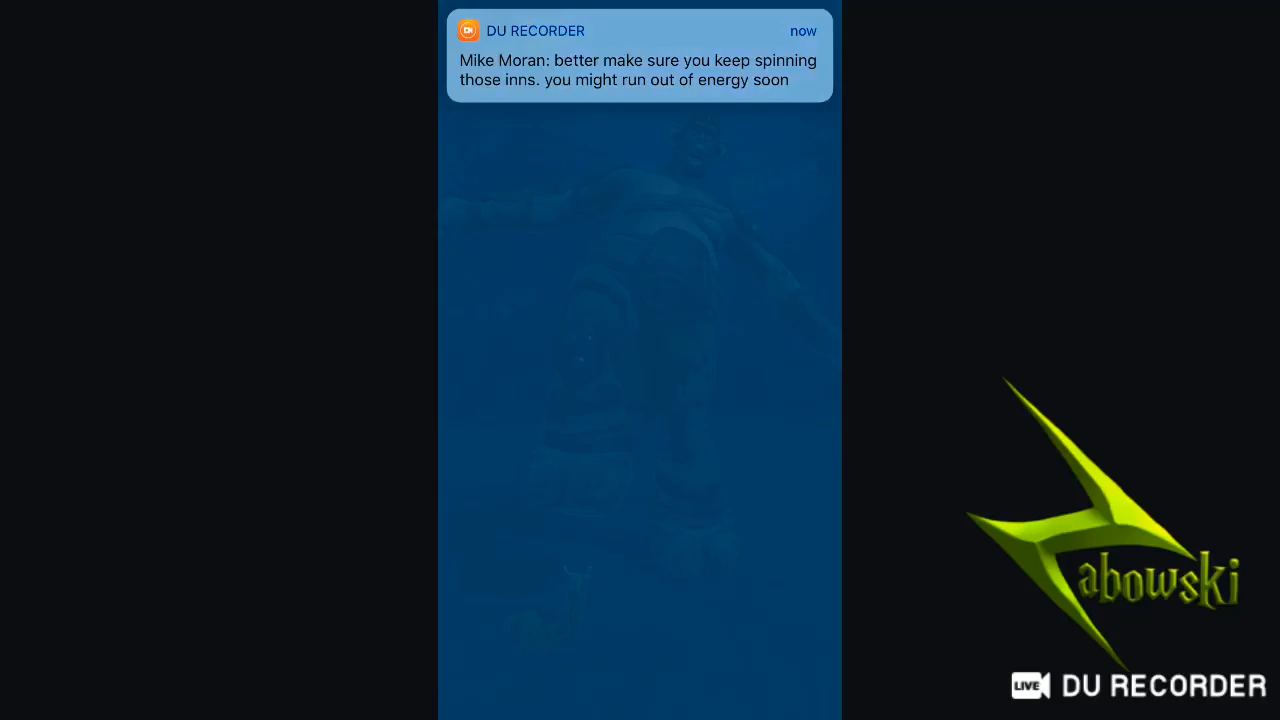 DU RECORDER
now
Mike Moran: better make sure you keep spinning
those inns. you might run out of energy soon
abowski
LIVE DU RECORDER